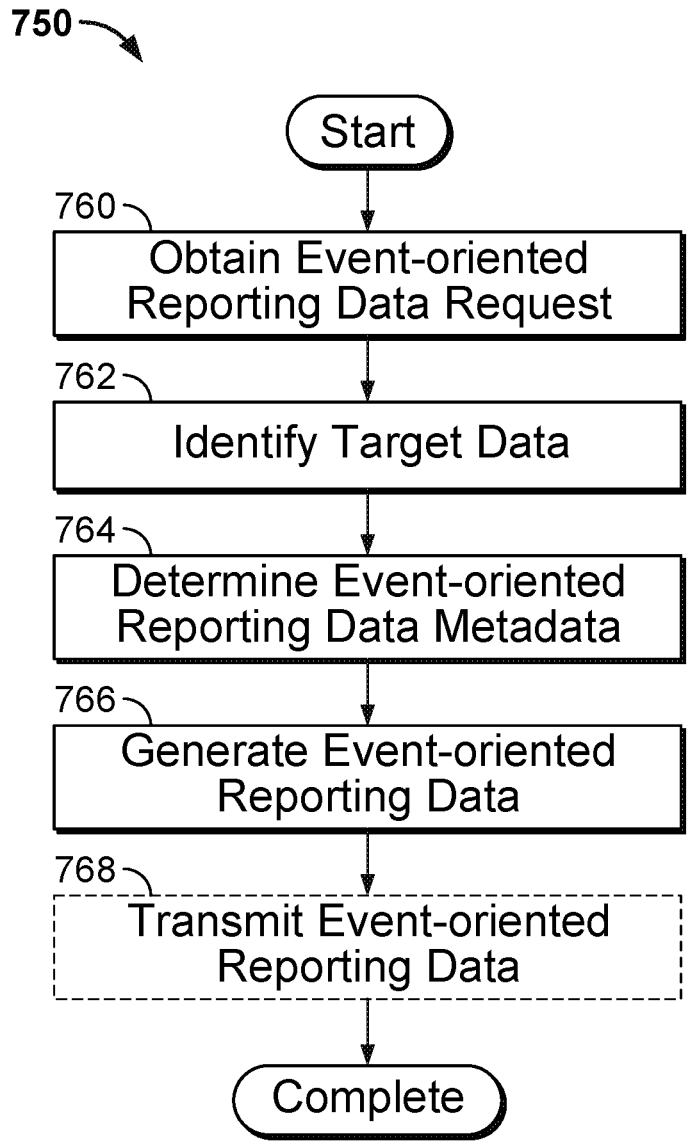 750
Start
760
Obtain Event-oriented
Reporting Data Request
762
Identify Target Data
764
Determine Event-oriented
Reporting Data Metadata
766
Generate Event-oriented
Reporting Data
768
Transmit Event-oriented
Reporting Data
Complete